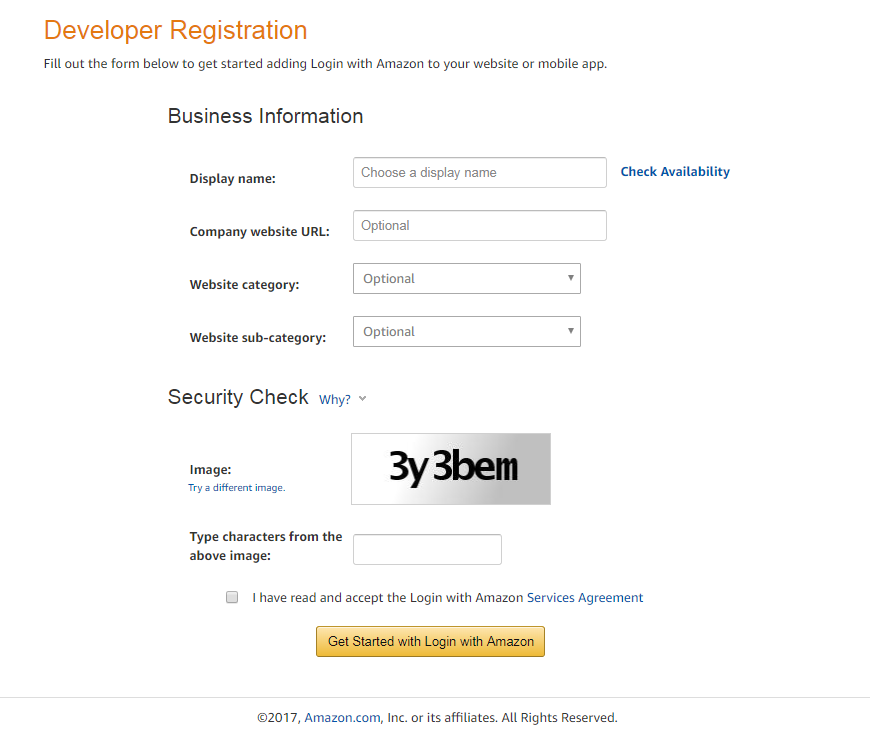 Developer Registration
Fill out the form below to get started adding Login with Amazon to your website or mobile app.
Business Information
Display name: Choose a display name Check Availability
Company website URL: Optional
Website category: Optional
Website sub-category: Optional
Security Check Why?
3y3bem
Image:
Try a different image.
Type characters from the
above image:
I have read and accept the Login with Amazon Services Agreement
Get Started with Login with Amazon
©2017, Amazon.com, Inc. or its affiliates. All Rights Reserved.